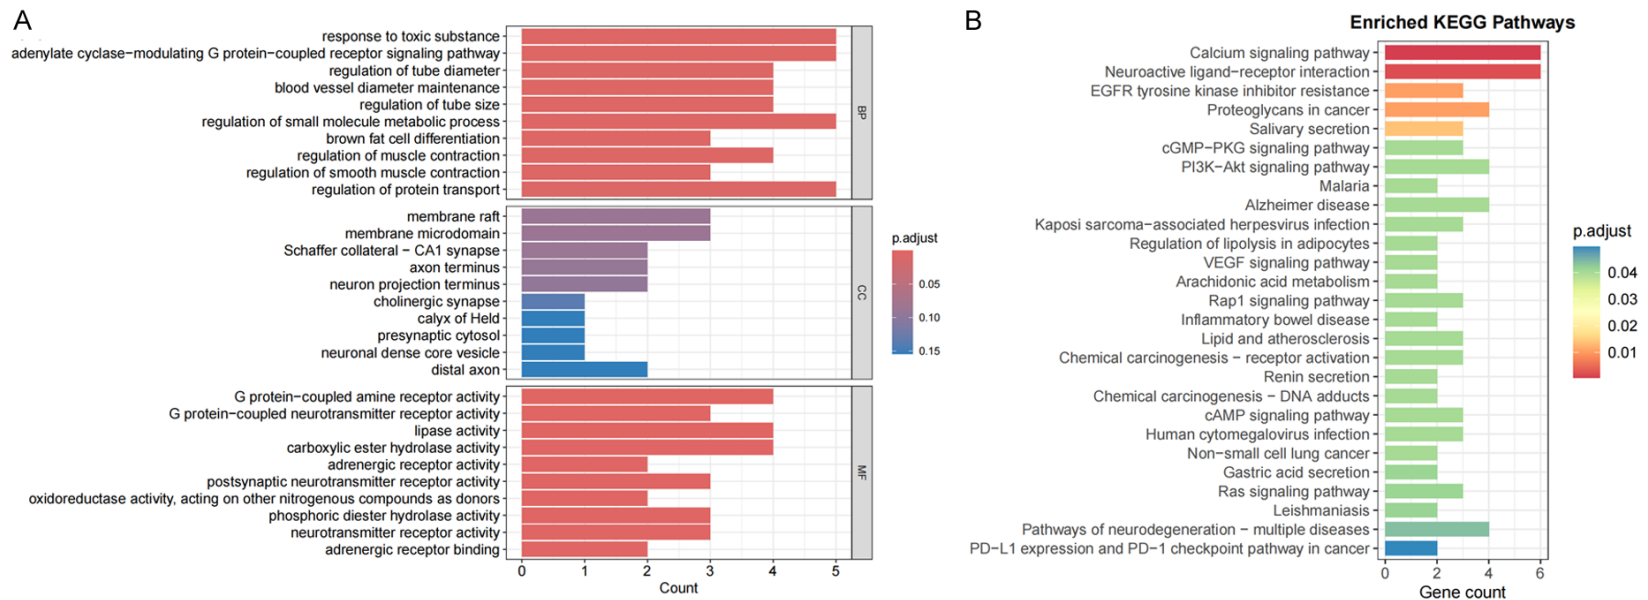 A
response to toxic substance
adenylate cyclase−modulating G protein−coupled receptor signaling pathway
regulation of tube diameter
blood vessel diameter maintenance
regulation of tube size
regulation of small molecule metabolic process
brown fat cell differentiation
regulation of muscle contraction
regulation of smooth muscle contraction
regulation of protein transport
BP
membrane raft
membrane microdomain
Schaffer collateral − CA1 synapse
axon terminus
neuron projection terminus
cholinergic synapse
calyx of Held
presynaptic cytosol
neuronal dense core vesicle
distal axon
CC
G protein−coupled amine receptor activity
G protein−coupled neurotransmitter receptor activity
lipase activity
carboxylic ester hydrolase activity
adrenergic receptor activity
postsynaptic neurotransmitter receptor activity
oxidoreductase activity, acting on other nitrogenous compounds as donors
phosphoric diester hydrolase activity
neurotransmitter receptor activity
adrenergic receptor binding
MF
0 1 2 3 4 5
Count
p.adjust
0.05
0.10
0.15
B
Enriched KEGG Pathways
Calcium signaling pathway
Neuroactive ligand−receptor interaction
EGFR tyrosine kinase inhibitor resistance
Proteoglycans in cancer
Salivary secretion
cGMP−PKG signaling pathway
PI3K−Akt signaling pathway
Malaria
Alzheimer disease
Kaposi sarcoma−associated herpesvirus infection
Regulation of lipolysis in adipocytes
VEGF signaling pathway
Arachidonic acid metabolism
Rap1 signaling pathway
Inflammatory bowel disease
Lipid and atherosclerosis
Chemical carcinogenesis − receptor activation
Renin secretion
Chemical carcinogenesis − DNA adducts
cAMP signaling pathway
Human cytomegalovirus infection
Non−small cell lung cancer
Gastric acid secretion
Ras signaling pathway
Leishmaniasis
Pathways of neurodegeneration − multiple diseases
PD−L1 expression and PD−1 checkpoint pathway in cancer
0 2 4 6
Gene count
p.adjust
0.04
0.03
0.02
0.01